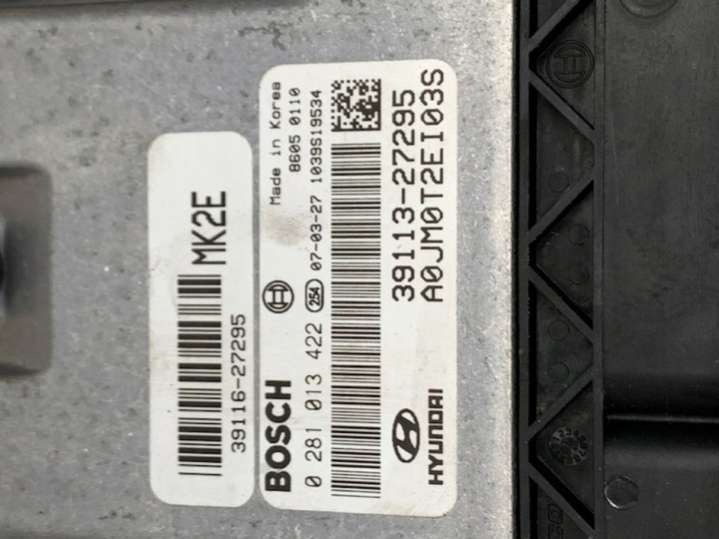 MK2E
39116-27295
BOSCH
Made in Korea
8605 0110
0 281 013 422 254 07-03-27 1039S19534
HYUNDAI
39113-27295
A0JM0T2EI03S